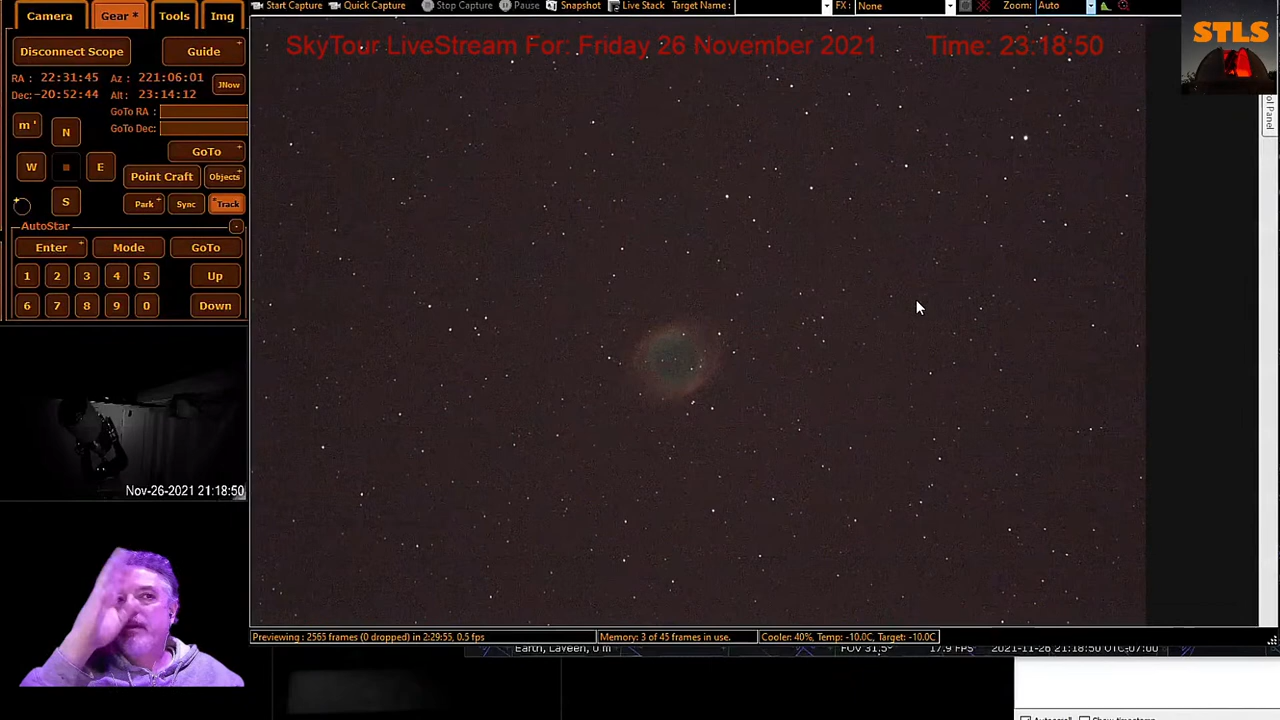 Camera Gear * Tools Img
Start Capture Quick Capture Stop Capture Pause Snapshot Live Stack Target Name : FX : None Zoom: Auto
SkyTour LiveStream For: Friday 26 November 2021 Time: 23:18:50
STLS
Disconnect Scope Guide
RA : 22:31:45 Az : 221:06:01
Dec: -20:52:44 Alt : 23:14:12
JNow
GoTo RA :
GoTo Dec:
m '
N
GoTo
W E
Point Craft Objects
S
Park Sync Track
AutoStar
Enter Mode GoTo
1 2 3 4 5 Up
6 7 8 9 0 Down
Nov-26-2021 21:18:50
Previewing : 2565 frames (0 dropped) in 2:29:55, 0.5 fps Memory: 3 of 45 frames in use. Cooler: 40%, Temp: -10.0C, Target: -10.0C
Earth, Laveen, 0 m FOV 31.5° 17.9 FPS 2021-11-26 21:18:50 UTC-07:00
Autoscroll Show timestamp